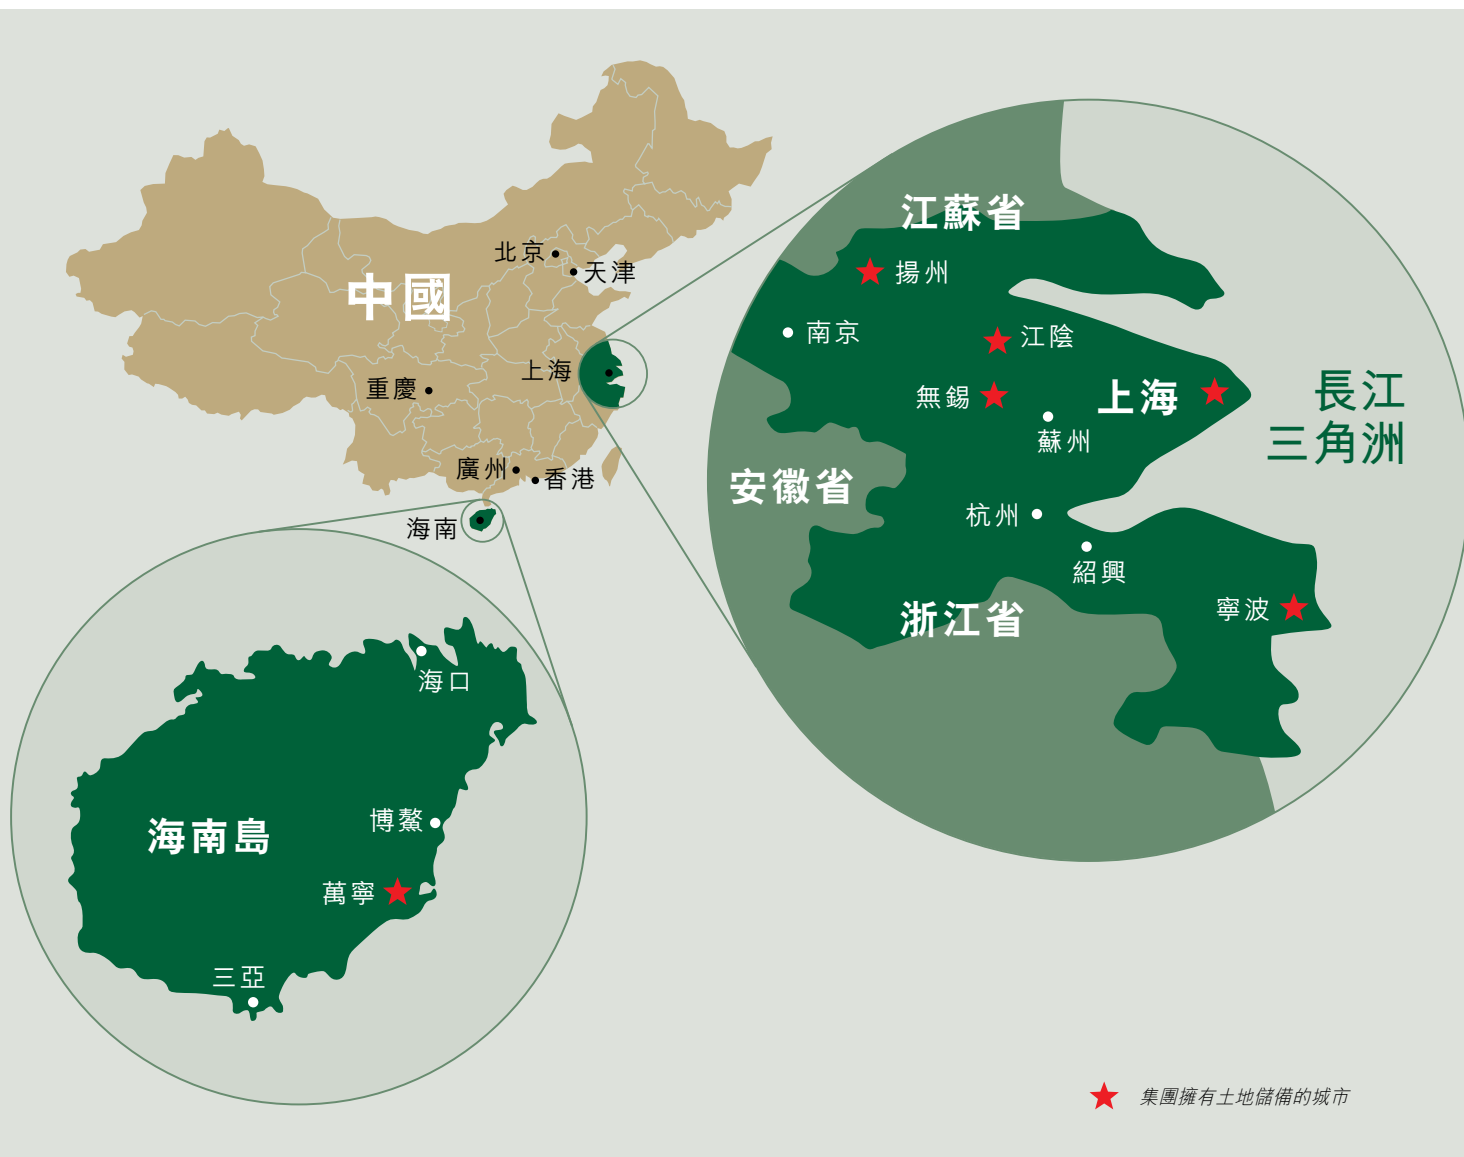 中國
北京
天津
上海
重慶
廣州
香港
海南
江蘇省
揚州
南京
江陰
無錫
上海
蘇州
長江
三角洲
安徽省
杭州
紹興
浙江省
寧波
海口
海南島
博鰲
萬寧
三亞
集團擁有土地儲備的城市